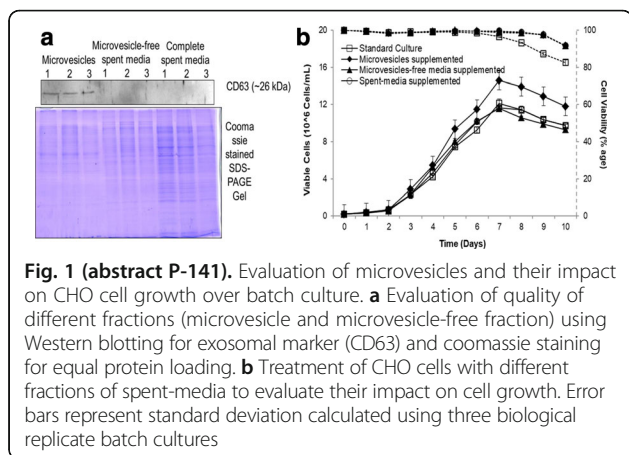 a
Microvesicles
Microvesicle-free
spent media
Complete
spent media
1 2 3 1 2 3 1 2 3
CD63 (~26 kDa)
Cooma
ssie
stained
SDS-
PAGE
Gel
b
Standard Culture
Microvesicles supplemented
Microvesicles-free media supplemented
Spent-media supplemented
Viable Cells (10^6 Cells/mL)
20
16
12
8
4
0
Cell Viability (% age)
100
80
60
40
20
0
0 1 2 3 4 5 6 7 8 9 10
Time (Days)
Fig. 1 (abstract P-141). Evaluation of microvesicles and their impact
on CHO cell growth over batch culture. a Evaluation of quality of
different fractions (microvesicle and microvesicle-free fraction) using
Western blotting for exosomal marker (CD63) and coomassie staining
for equal protein loading. b Treatment of CHO cells with different
fractions of spent-media to evaluate their impact on cell growth. Error
bars represent standard deviation calculated using three biological
replicate batch cultures